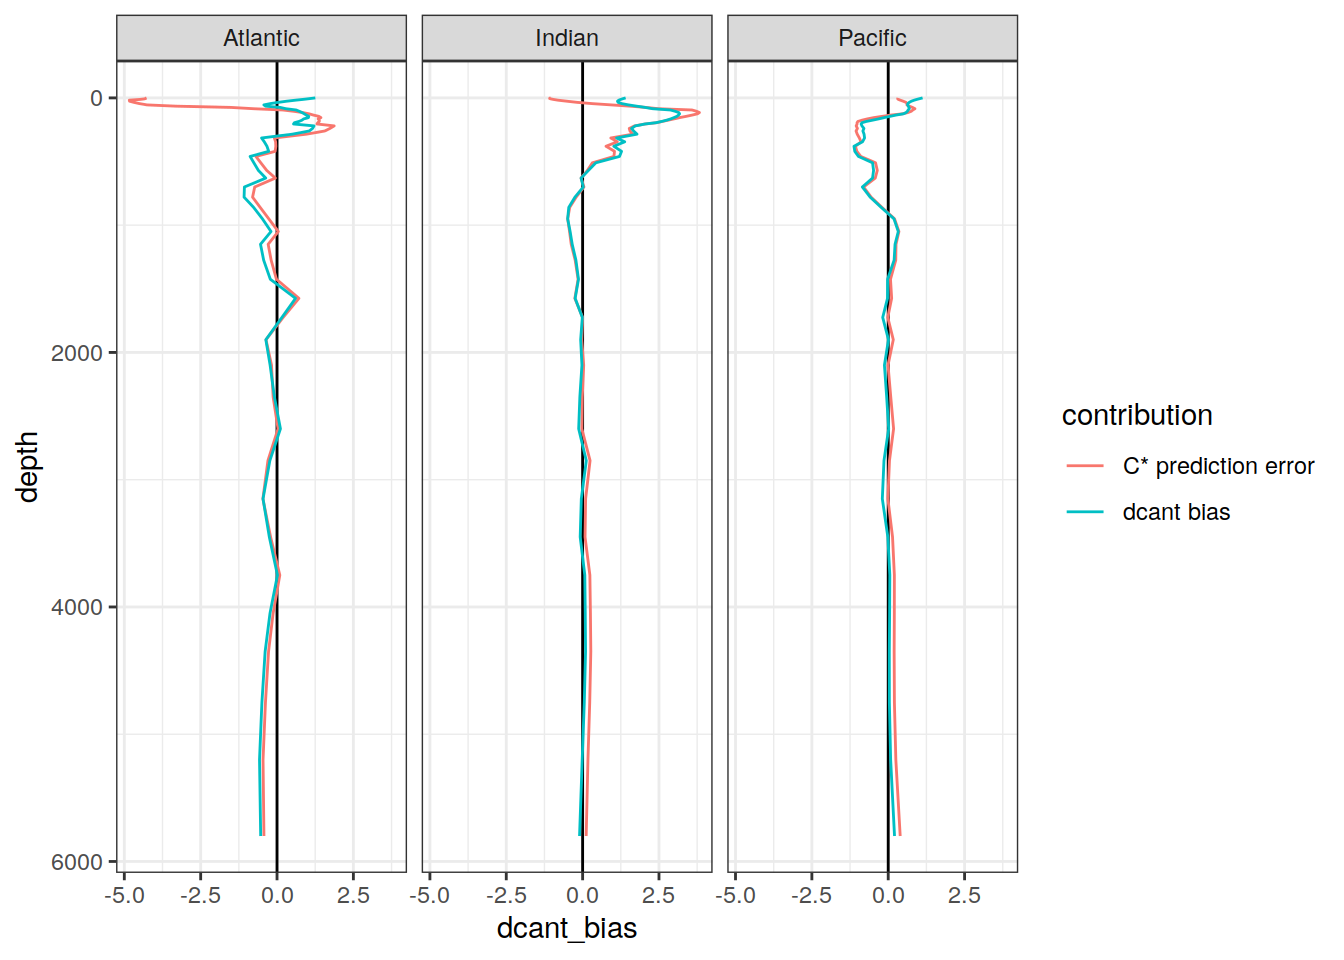 Atlantic Indian Pacific
0
2000
4000
6000
depth
-5.0 -2.5 0.0 2.5 -5.0 -2.5 0.0 2.5 -5.0 -2.5 0.0 2.5
dcant_bias
contribution
C* prediction error
dcant bias